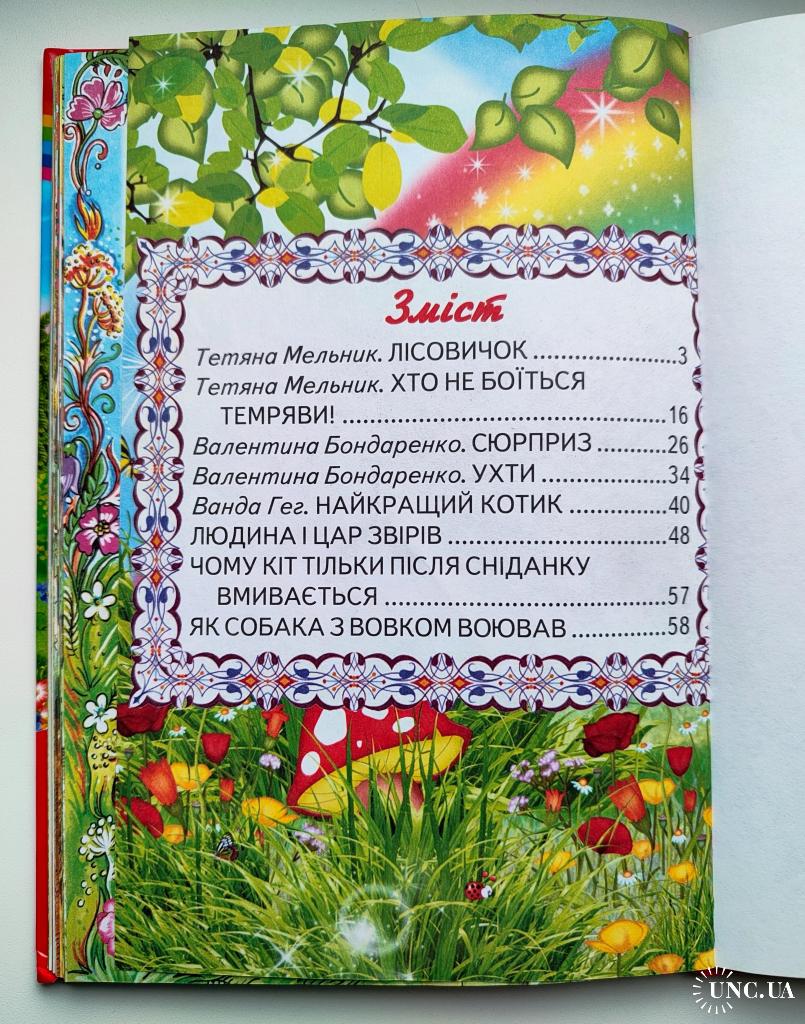 Зміст
Тетяна Мельник. ЛІСОВИЧОК ....................3
Тетяна Мельник. ХТО НЕ БОЇТЬСЯ
ТЕМРЯВИ! ..............................................16
Валентина Бондаренко. СЮРПРИЗ ..........26
Валентина Бондаренко. УХТИ .................34
Ванда Гег. НАЙКРАЩИЙ КОТИК ..............40
ЛЮДИНА І ЦАР ЗВІРІВ ................................48
ЧОМУ КІТ ТІЛЬКИ ПІСЛЯ СНІДАНКУ
ВМИВАЄТЬСЯ ........................................57
ЯК СОБАКА З ВОВКОМ ВОЮВАВ ..............58
UNC.UA